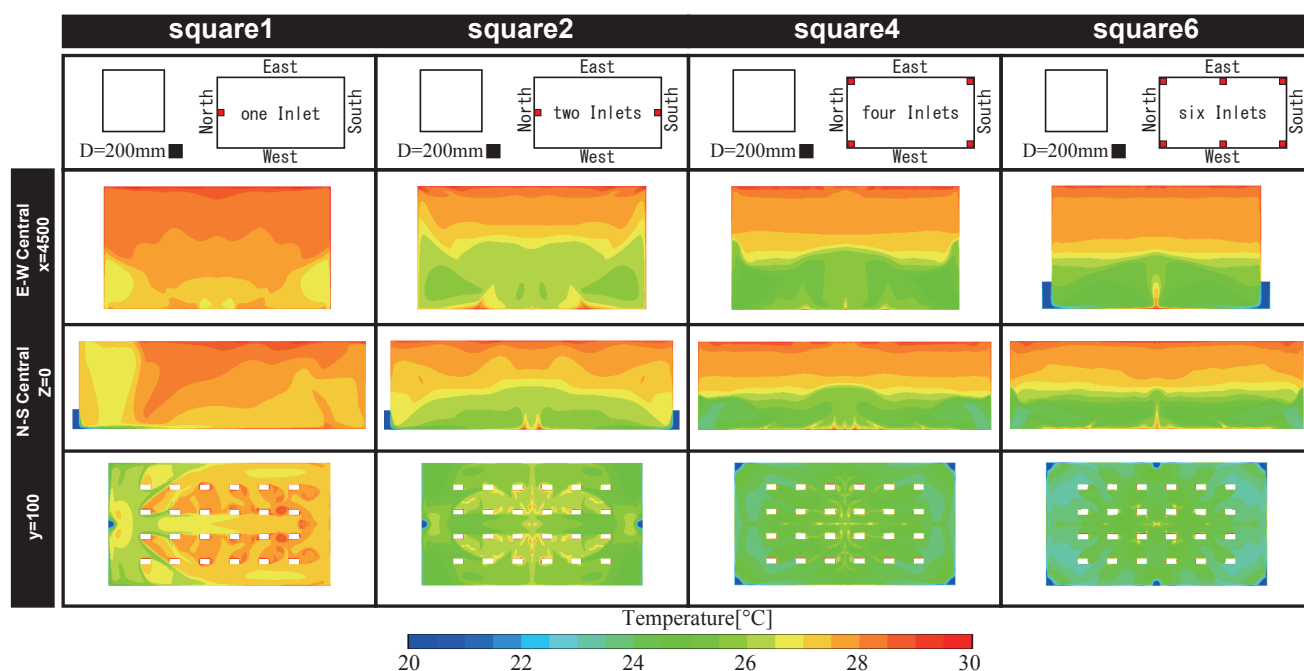 square1 square2 square4 square6
East East East East
North one Inlet South North two Inlets South North four Inlets South North six Inlets South
D=200mm D=200mm D=200mm D=200mm
West West West West
E-W Central
x=4500
N-S Central
Z=0
y=100
Temperature[°C]
20 22 24 26 28 30